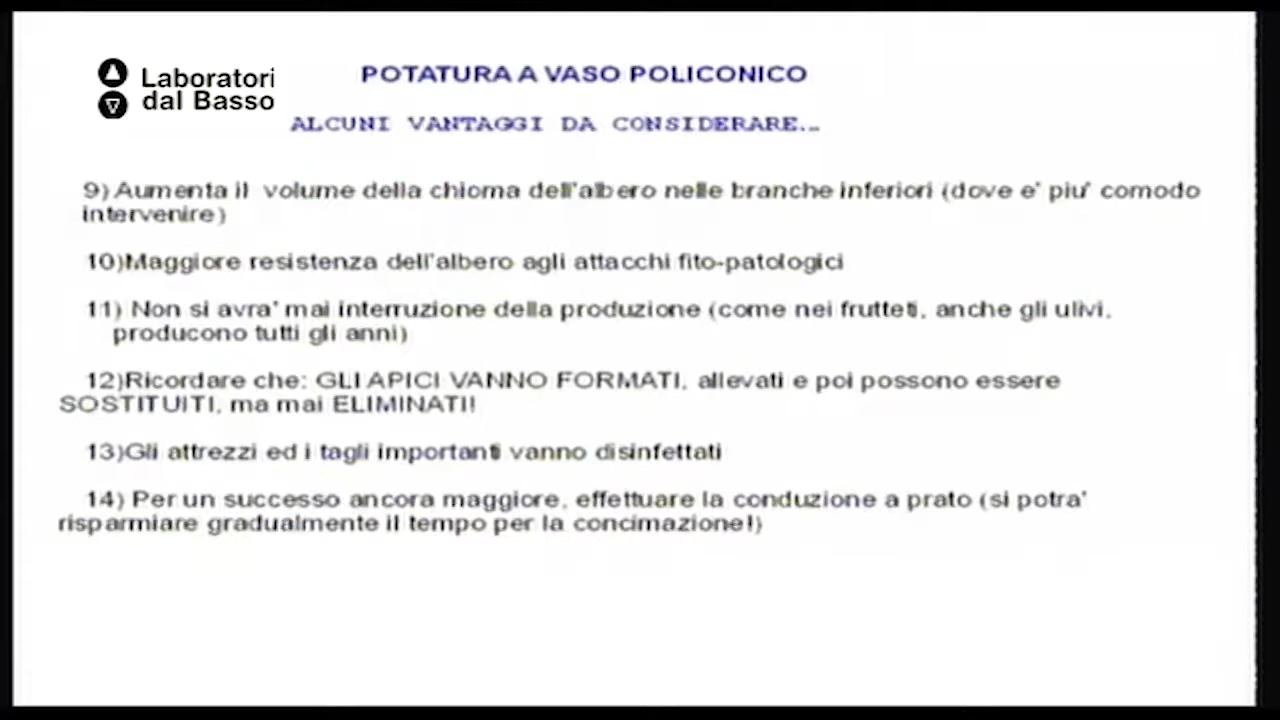 Laboratori
dal Basso
POTATURA A VASO POLICONICO
ALCUNI VANTAGGI DA CONSIDERARE...
9) Aumenta il volume della chioma dell'albero nelle branche inferiori (dove e' piu' comodo
intervenire)
10)Maggiore resistenza dell'albero agli attacchi fito-patologici
11) Non si avra' mai interruzione della produzione (come nei frutteti, anche gli ulivi,
producono tutti gli anni)
12)Ricordare che: GLI APICI VANNO FORMATI, allevati e poi possono essere
SOSTITUITI, ma mai ELIMINATI!
13)Gli attrezzi ed i tagli importanti vanno disinfettati
14) Per un successo ancora maggiore, effettuare la conduzione a prato (si potra'
risparmiare gradualmente il tempo per la concimazione!)